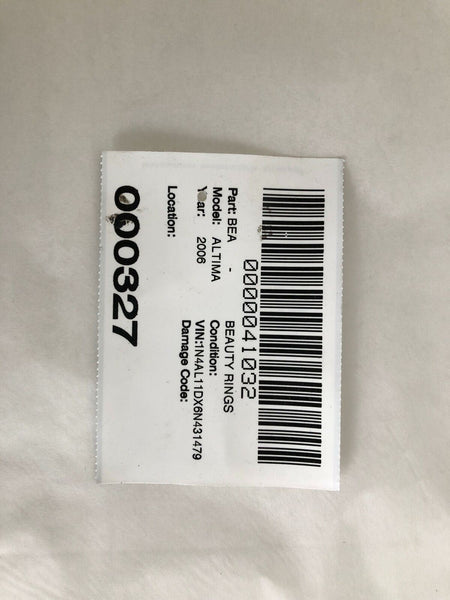 0000041032
Part: BEA - BEAUTY RINGS
Model: ALTIMA Condition:
Year: 2006 VIN:1N4AL11DX6N431479
Damage Code:
Location:
000327